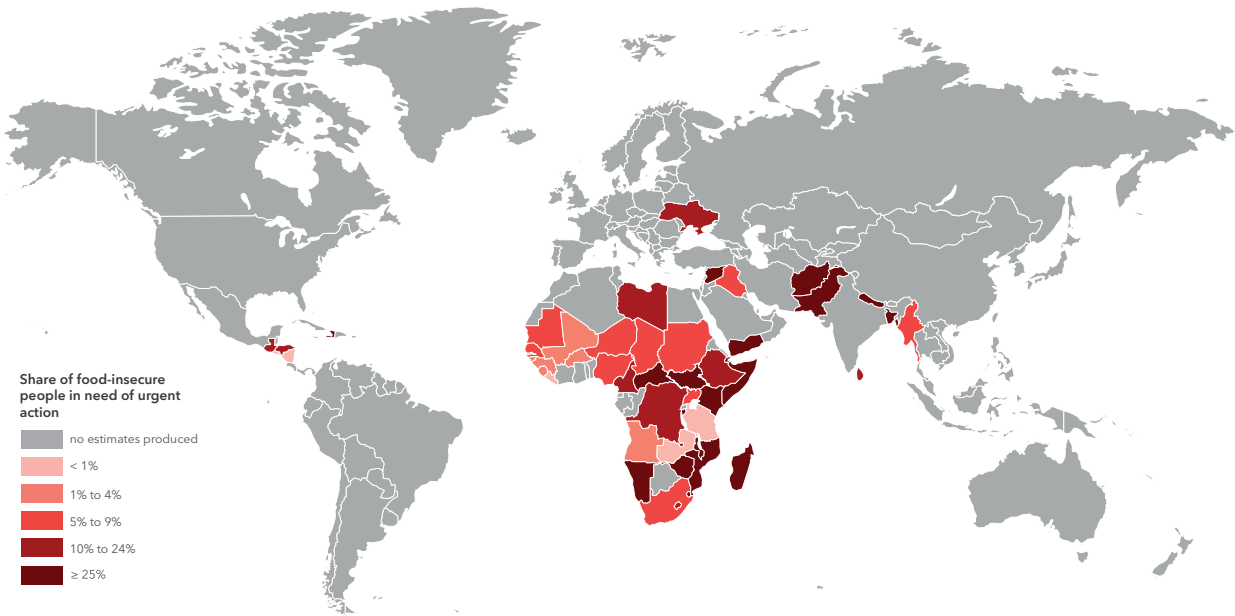 Share of food-insecure
people in need of urgent
action
no estimates produced
< 1%
1% to 4%
5% to 9%
10% to 24%
≥ 25%